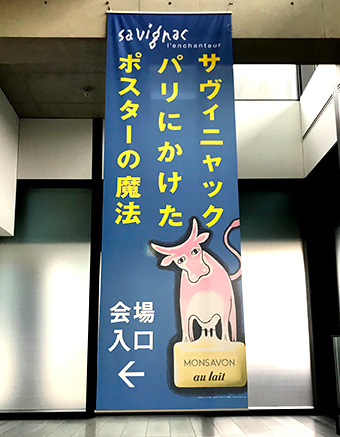 savignac
l'enchanteur
サヴィニャック
パリにかけた
ポスターの魔法
会場
入口
←
MONSAVON
au lait